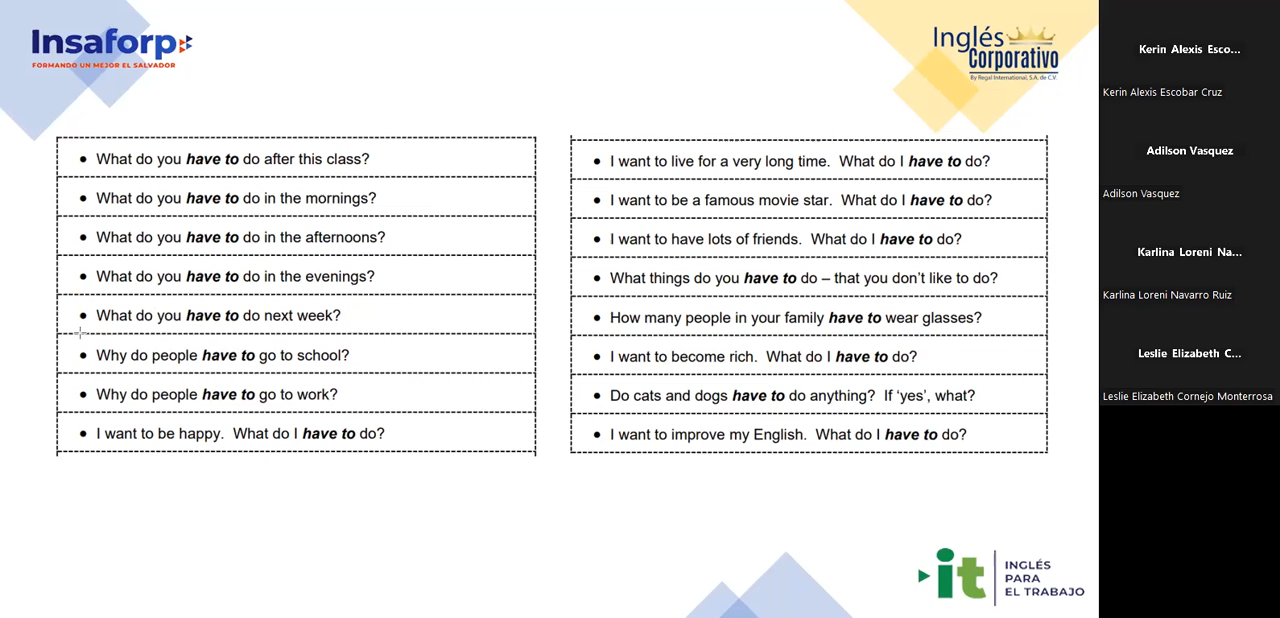 Insaforp
FORMANDO UN MEJOR EL SALVADOR
Inglés
Corporativo
By Regal International, S.A. de C.V.
• What do you have to do after this class?
• What do you have to do in the mornings?
• What do you have to do in the afternoons?
• What do you have to do in the evenings?
• What do you have to do next week?
• Why do people have to go to school?
• Why do people have to go to work?
• I want to be happy. What do I have to do?
• I want to live for a very long time. What do I have to do?
• I want to be a famous movie star. What do I have to do?
• I want to have lots of friends. What do I have to do?
• What things do you have to do – that you don't like to do?
• How many people in your family have to wear glasses?
• I want to become rich. What do I have to do?
• Do cats and dogs have to do anything? If 'yes', what?
• I want to improve my English. What do I have to do?
it
INGLÉS
PARA
EL TRABAJO
Kerin Alexis Esco...
Kerin Alexis Escobar Cruz
Adilson Vasquez
Adilson Vasquez
Karlina Loreni Na...
Karlina Loreni Navarro Ruiz
Leslie Elizabeth C...
Leslie Elizabeth Cornejo Monterrosa